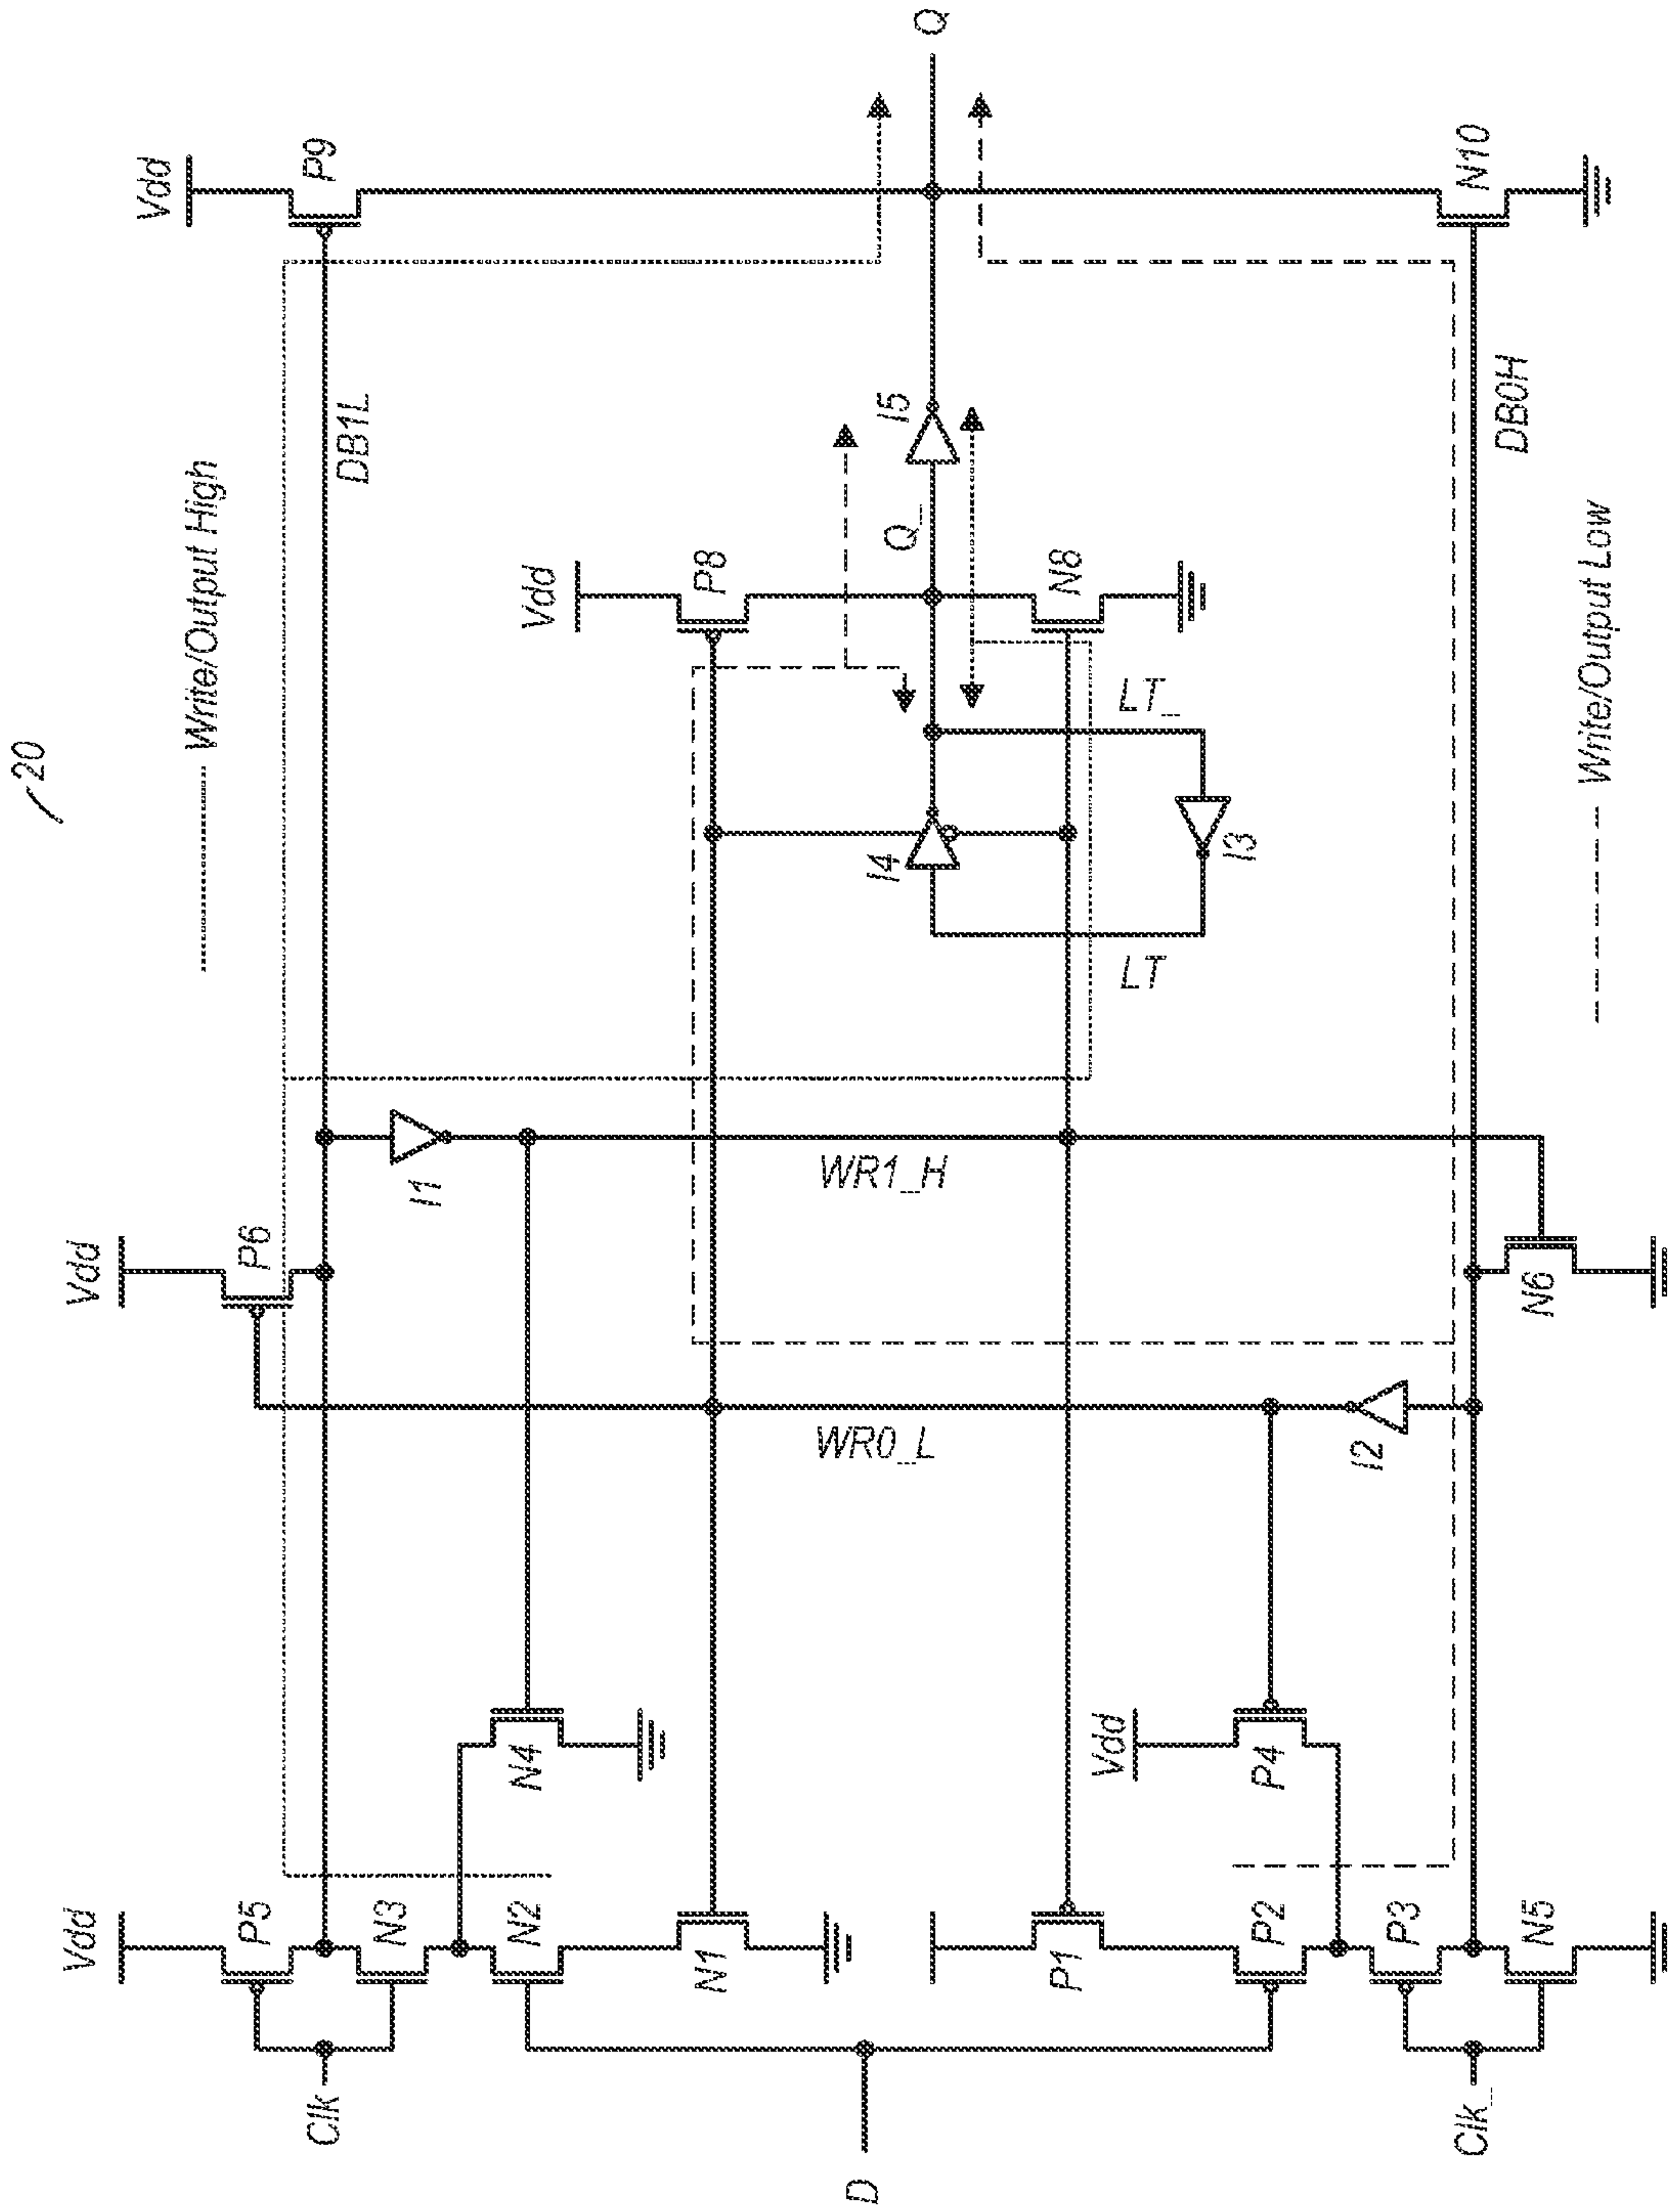 20
Write/Output High
Vdd
Vdd
Vdd
P5
P6
P9
Clk
DB1L
N3
I1
N4
N2
Vdd
P8
N1
WR0_L
WR1_H
I4
Q_
I5
Q
D
P1
Vdd
N8
LT
LT_
P4
P2
I3
I2
P3
Clk_
DB0H
N10
N5
N6
Write/Output Low